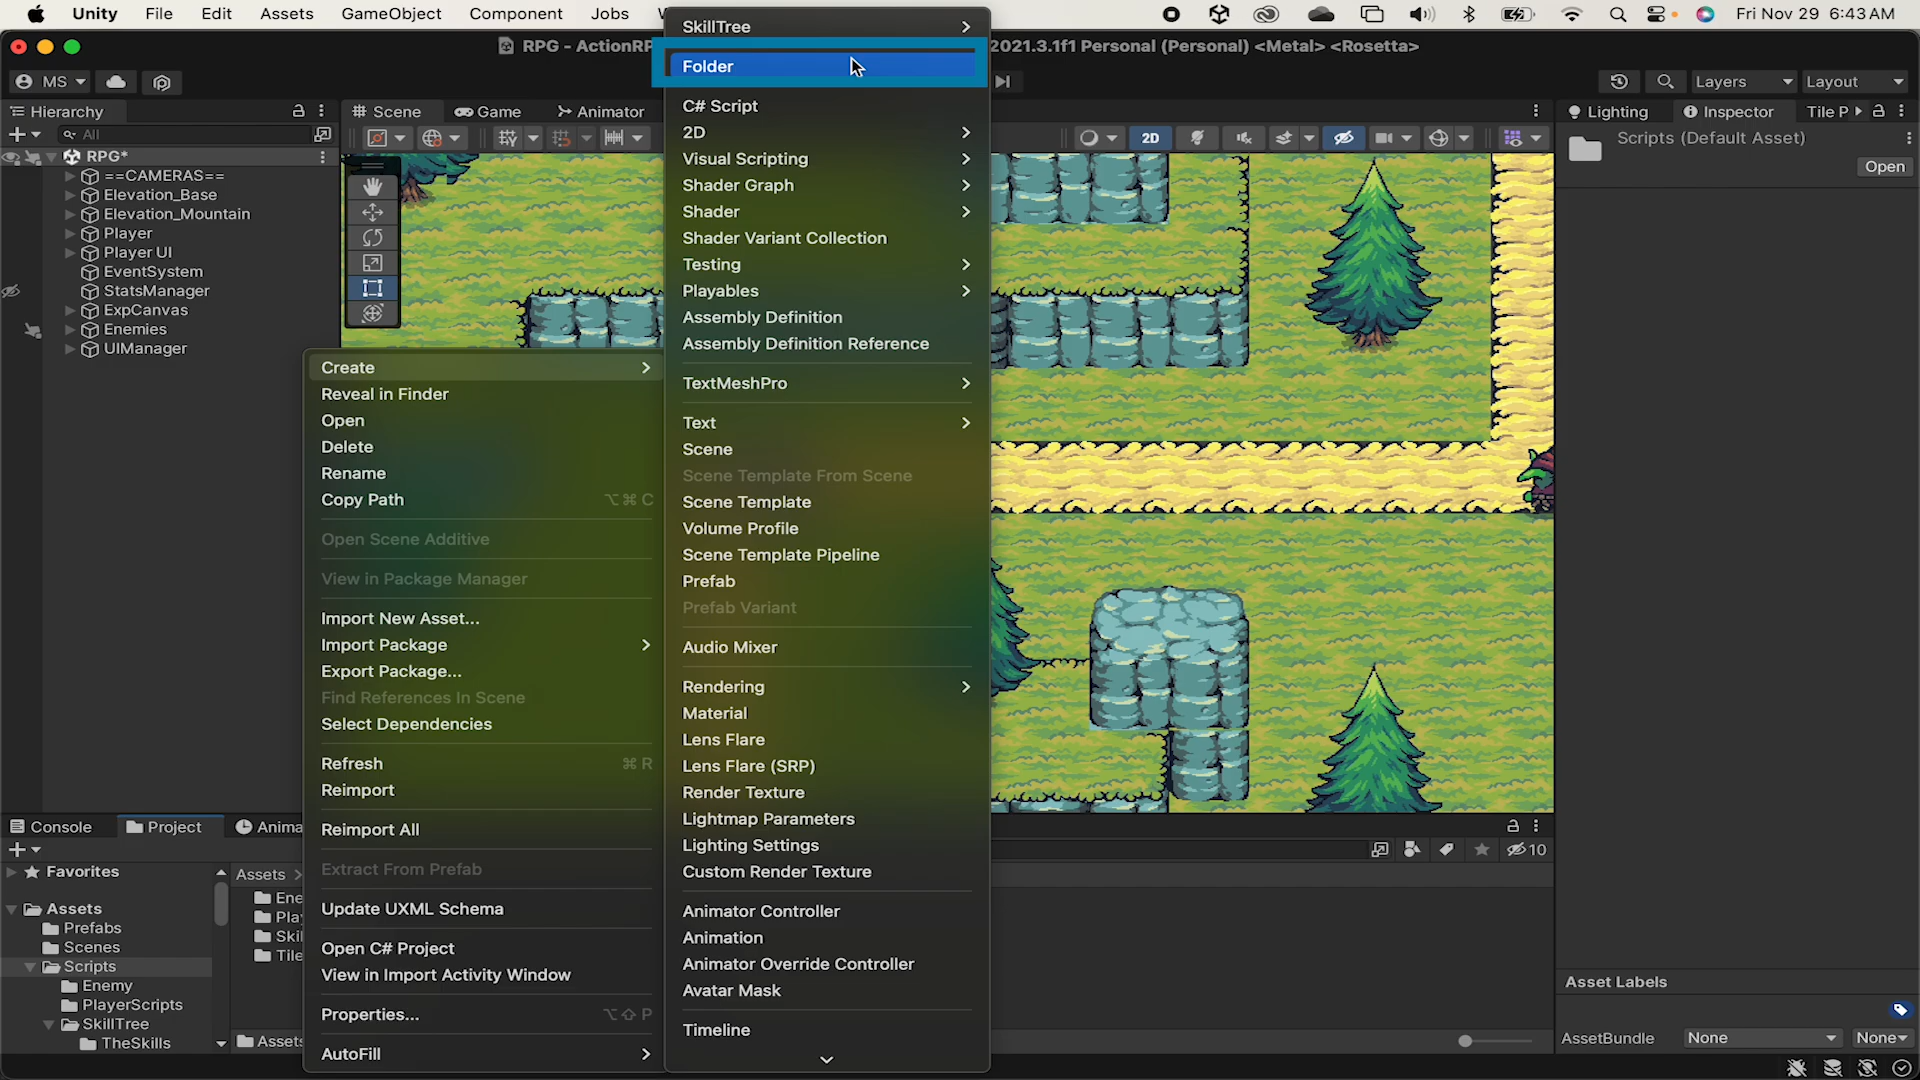 Unity File Edit Assets GameObject Component Jobs Fri Nov 29 6:43 AM
RPG - ActionRP 2021.3.1f1 Personal (Personal) <Metal> <Rosetta>
MS Layers Layout
Hierarchy Scene Game Animator Lighting Inspector Tile P
All 2D Scripts (Default Asset)
Open
RPG*
==CAMERAS==
Elevation_Base
Elevation_Mountain
Player
Player UI
EventSystem
StatsManager
ExpCanvas
Enemies
UIManager
Create
Reveal in Finder
Open
Delete
Rename
Copy Path ⌥⌘C
Open Scene Additive
View in Package Manager
Import New Asset...
Import Package
Export Package...
Find References In Scene
Select Dependencies
Refresh ⌘R
Reimport
Reimport All
Extract From Prefab
Update UXML Schema
Open C# Project
View in Import Activity Window
Properties... ⌥⇧P
AutoFill
SkillTree
Folder
C# Script
2D
Visual Scripting
Shader Graph
Shader
Shader Variant Collection
Testing
Playables
Assembly Definition
Assembly Definition Reference
TextMeshPro
Text
Scene
Scene Template From Scene
Scene Template
Volume Profile
Scene Template Pipeline
Prefab
Prefab Variant
Audio Mixer
Rendering
Material
Lens Flare
Lens Flare (SRP)
Render Texture
Lightmap Parameters
Lighting Settings
Custom Render Texture
Animator Controller
Animation
Animator Override Controller
Avatar Mask
Timeline
Console Project Anima
10
Favorites
Assets
Prefabs
Scenes
Scripts
Enemy
PlayerScripts
SkillTree
TheSkills
Assets >
Ene
Play
Skil
Tile
Assets
Asset Labels
AssetBundle None None